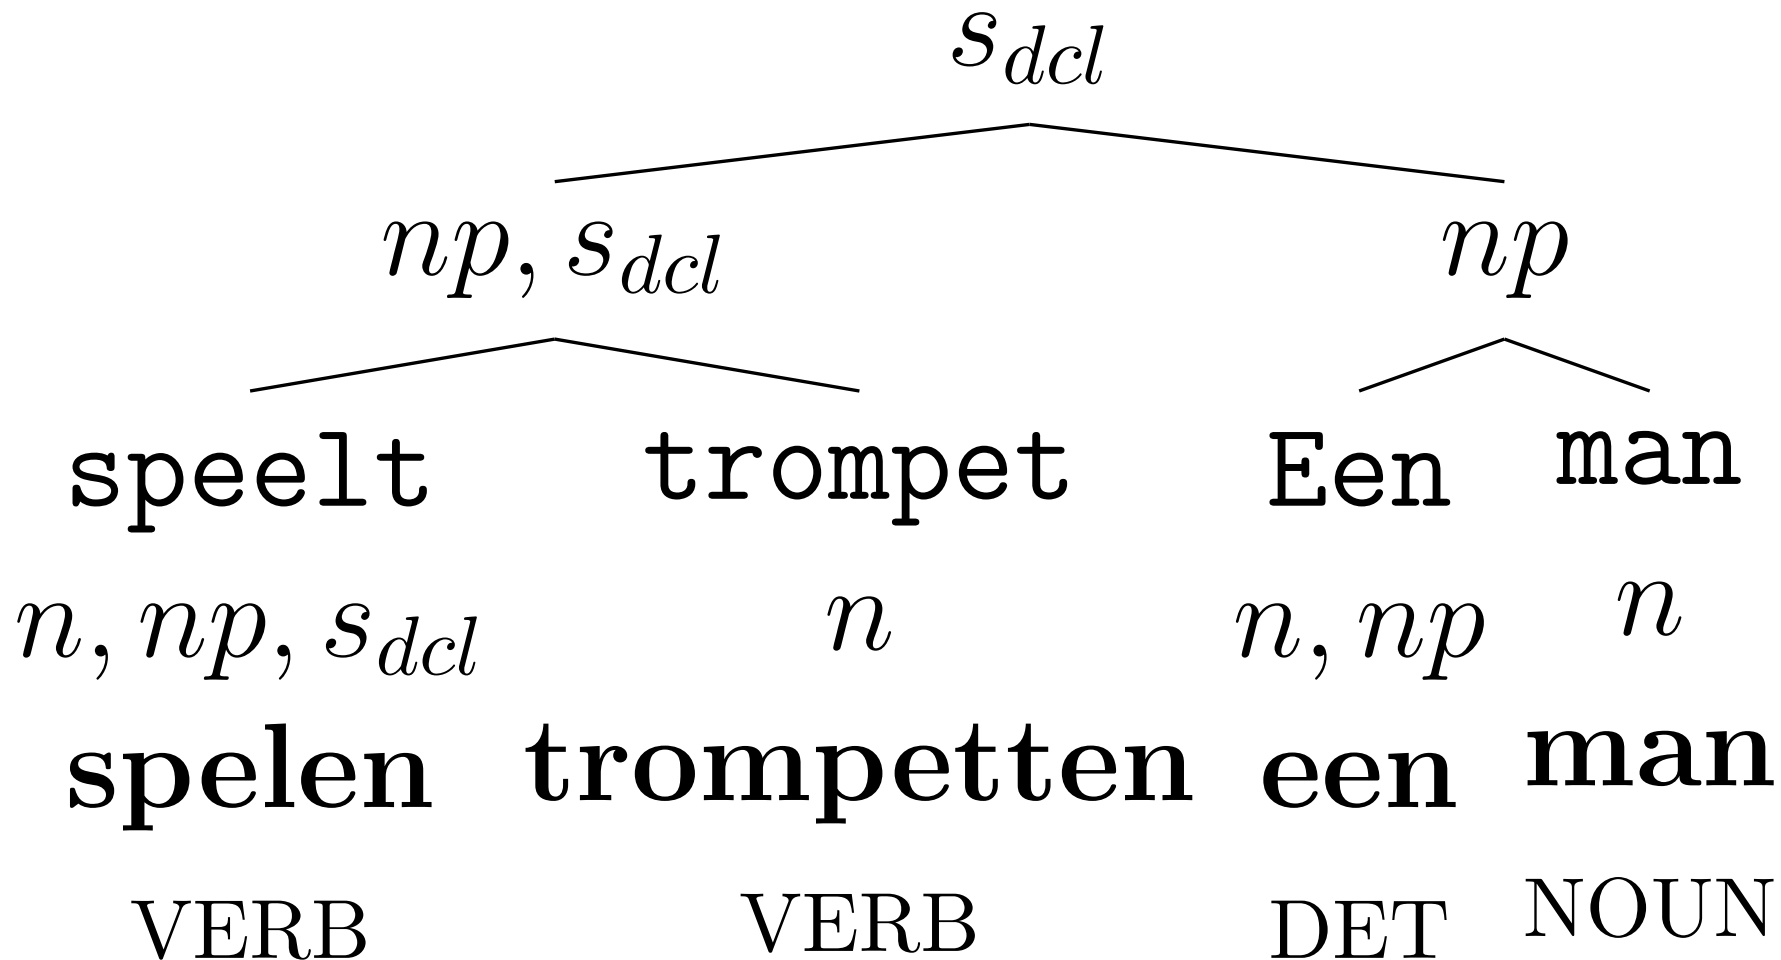 s_dcl
np, s_dcl np
speelt trompet Een man
n, np, s_dcl n n, np n
spelen trompetten een man
VERB VERB DET NOUN